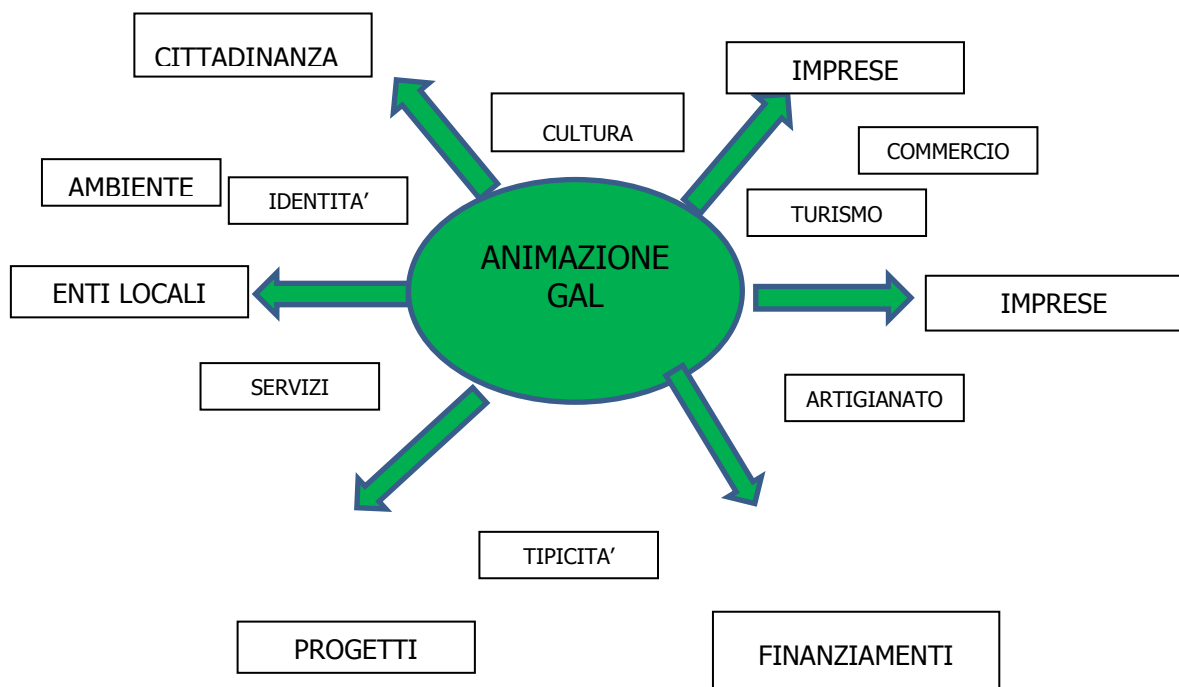 CITTADINANZA
IMPRESE
CULTURA
COMMERCIO
AMBIENTE
IDENTITA’
TURISMO
ANIMAZIONE
GAL
ENTI LOCALI
IMPRESE
SERVIZI
ARTIGIANATO
TIPICITA’
PROGETTI
FINANZIAMENTI